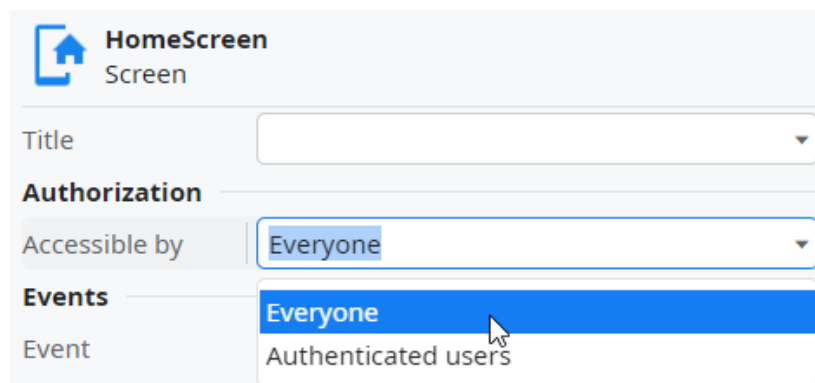 HomeScreen
Screen
Title
Authorization
Accessible by Everyone
Events
Everyone
Event
Authenticated users